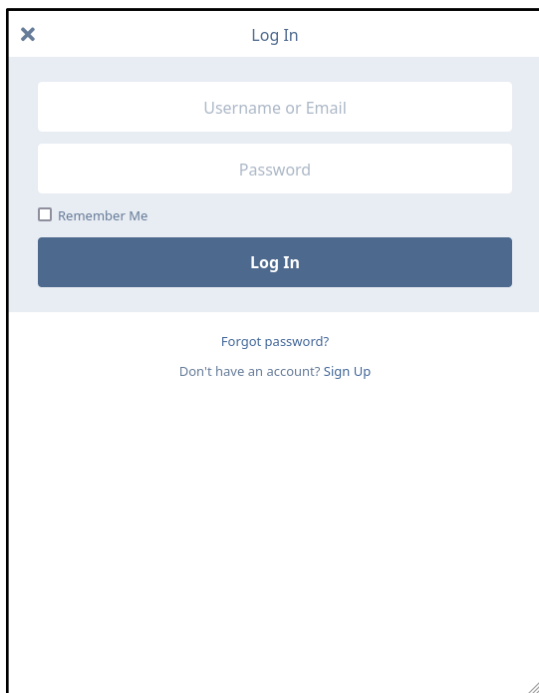 Log In
Username or Email
Password
Remember Me
Log In
Forgot password?
Don't have an account? Sign Up